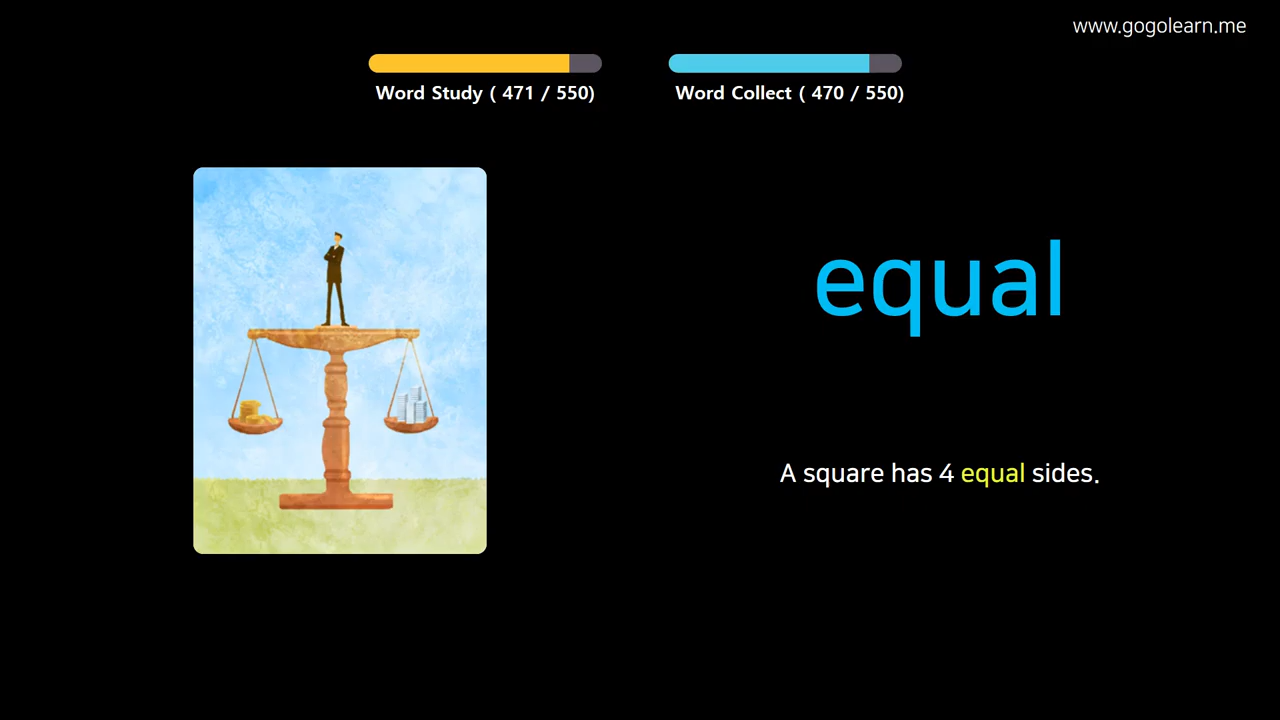 www.gogolearn.me
Word Study ( 471 / 550)
Word Collect ( 470 / 550)
equal
A square has 4 equal sides.